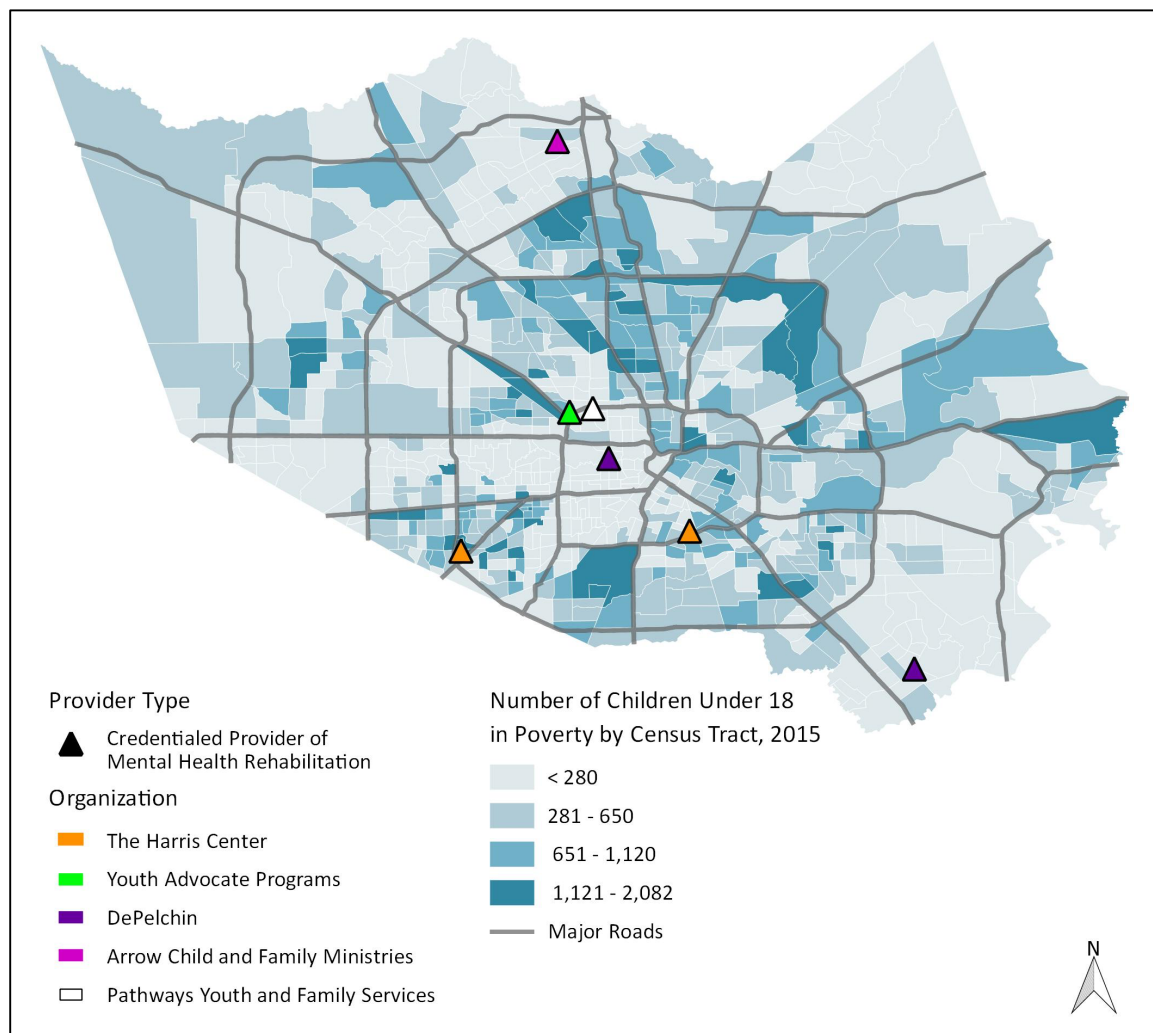 Provider Type
Credentialed Provider of
Mental Health Rehabilitation
Organization
The Harris Center
Youth Advocate Programs
DePelchin
Arrow Child and Family Ministries
Pathways Youth and Family Services
Number of Children Under 18
in Poverty by Census Tract, 2015
< 280
281 - 650
651 - 1,120
1,121 - 2,082
Major Roads
N